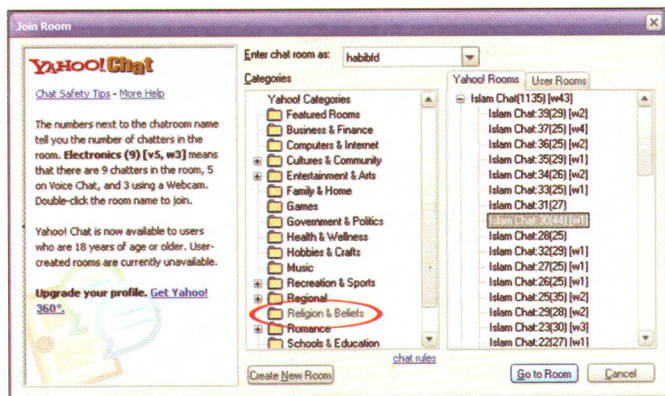 Join Room
YAHOO! Chat
Chat Safety Tips - More Help
The numbers next to the chatroom name
tell you the number of chatters in the
room. Electronics (9) [v5, w3] means
that there are 9 chatters in the room, 5
on Voice Chat, and 3 using a Webcam.
Double-click the room name to join.
Yahoo! Chat is now available to users
who are 18 years of age or older. User-
created rooms are currently unavailable.
Upgrade your profile. Get Yahoo!
360°.
Enter chat room as: habibfd
Categories
Yahoo! Categories
Featured Rooms
Business & Finance
Computers & Internet
Cultures & Community
Entertainment & Arts
Family & Home
Games
Government & Politics
Health & Wellness
Hobbies & Crafts
Music
Recreation & Sports
Regional
Religion & Beliefs
Romance
Schools & Education
Yahoo! Rooms
User Rooms
Islam Chat(1135) [w43]
Islam Chat:39(29) [w2]
Islam Chat:37(25) [w4]
Islam Chat:36(25) [w2]
Islam Chat:35(29) [w1]
Islam Chat:34(26) [w2]
Islam Chat:33(25) [w1]
Islam Chat:31(27)
Islam Chat:30(44) [w1]
Islam Chat:28(25)
Islam Chat:32(29) [w1]
Islam Chat:27(25) [w1]
Islam Chat:26(25) [w1]
Islam Chat:25(35) [w2]
Islam Chat:29(28) [w2]
Islam Chat:23(30) [w3]
Islam Chat:22(27) [w1]
chat rules
Create New Room
Go to Room
Cancel